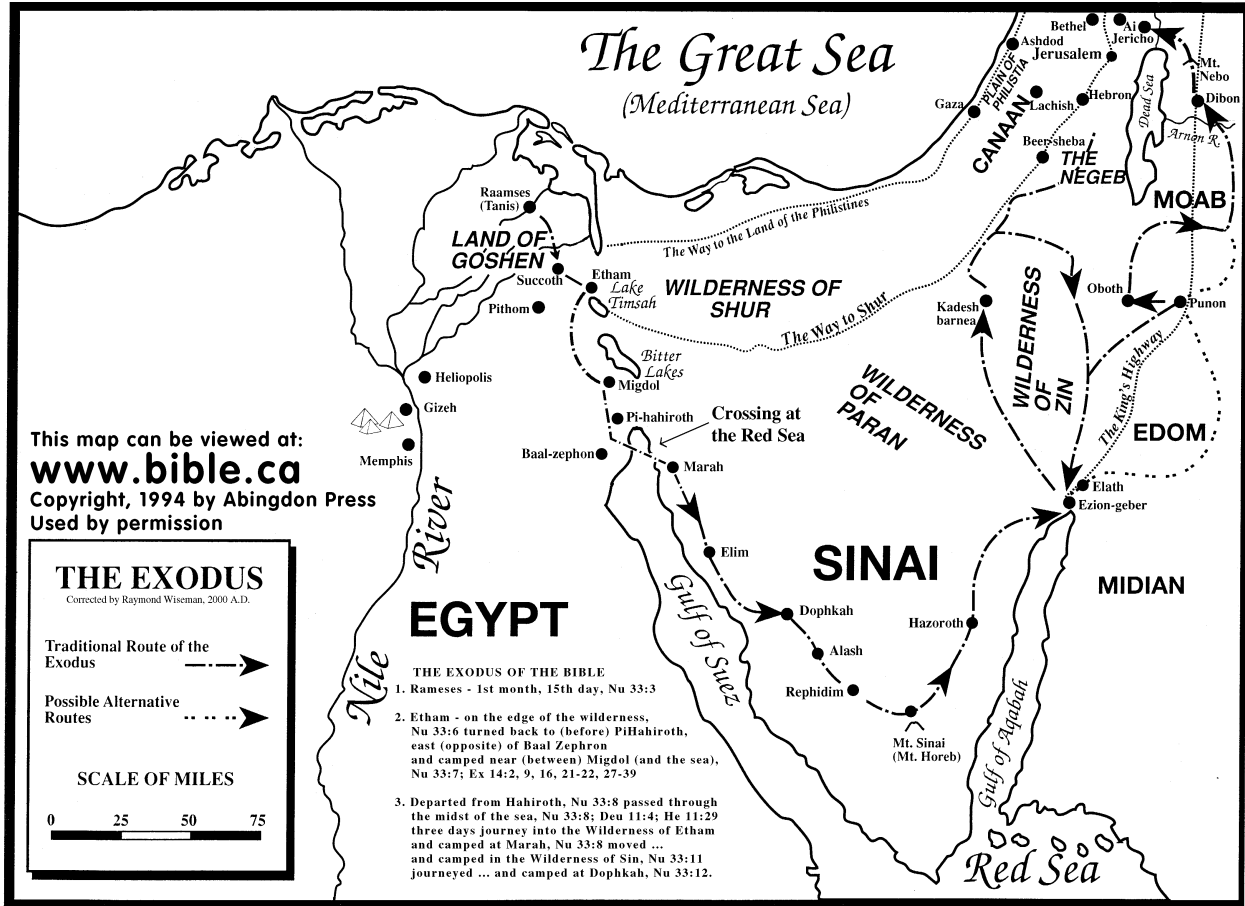 The Great Sea
(Mediterranean Sea)
Bethel
Ai
Jericho
Ashdod
Jerusalem
Mt.
Nebo
PLAIN OF
PHILISTIA
Gaza
CANAAN
Lachish
Hebron
Dead Sea
Dibon
Arnon R.
Beer-sheba
THE
NEGEB
MOAB
Raamses
(Tanis)
LAND OF
GOSHEN
The Way to the Land of the Philistines
Succoth
Etham
Lake
Timsah
Pithom
WILDERNESS OF
SHUR
The Way to Shur
Kadesh
barnea
WILDERNESS
OF
ZIN
Oboth
Punon
Bitter
Lakes
Heliopolis
Migdol
Gizeh
Pi-hahiroth
Crossing at
the Red Sea
WILDERNESS
OF
PARAN
The King's Highway
EDOM
Memphis
Baal-zephon
Marah
Elath
Ezion-geber
This map can be viewed at:
www.bible.ca
Copyright, 1994 by Abingdon Press
Used by permission
Nile River
Elim
SINAI
MIDIAN
EGYPT
Gulf of Suez
Dophkah
Hazoroth
Alash
Rephidim
Mt. Sinai
(Mt. Horeb)
Gulf of Aqabah
Red Sea
THE EXODUS
Corrected by Raymond Wiseman, 2000 A.D.
Traditional Route of the
Exodus
Possible Alternative
Routes
SCALE OF MILES
0 25 50 75
THE EXODUS OF THE BIBLE
1. Rameses - 1st month, 15th day, Nu 33:3
2. Etham - on the edge of the wilderness,
Nu 33:6 turned back to (before) PiHahiroth,
east (opposite) of Baal Zephron
and camped near (between) Migdol (and the sea),
Nu 33:7; Ex 14:2, 9, 16, 21-22, 27-39
3. Departed from Hahiroth, Nu 33:8 passed through
the midst of the sea, Nu 33:8; Deu 11:4; He 11:29
three days journey into the Wilderness of Etham
and camped at Marah, Nu 33:8 moved ...
and camped in the Wilderness of Sin, Nu 33:11
journeyed ... and camped at Dophkah, Nu 33:12.